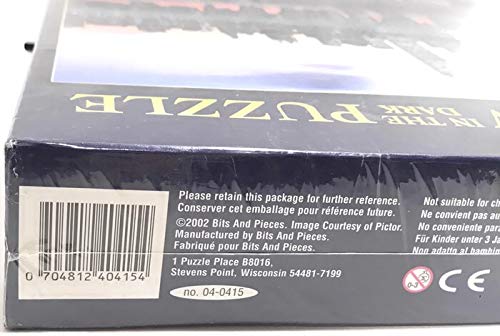 PUZZLE
IN THE
DARK
Please retain this package for further reference.
Conserver cet emballage pour référence future.
©2002 Bits And Pieces. Image Courtesy of Pictor.
Manufactured by Bits And Pieces.
Fabriqué pour Bits And Pieces.
1 Puzzle Place B8016,
Stevens Point, Wisconsin 54481-7199
no. 04-0415
0 704812 404154
Not suitable for ch
Ne convient pas au
No conveniente par
Für Kinder unter 3 Ja
Non adatto al bambin
0-3
CE